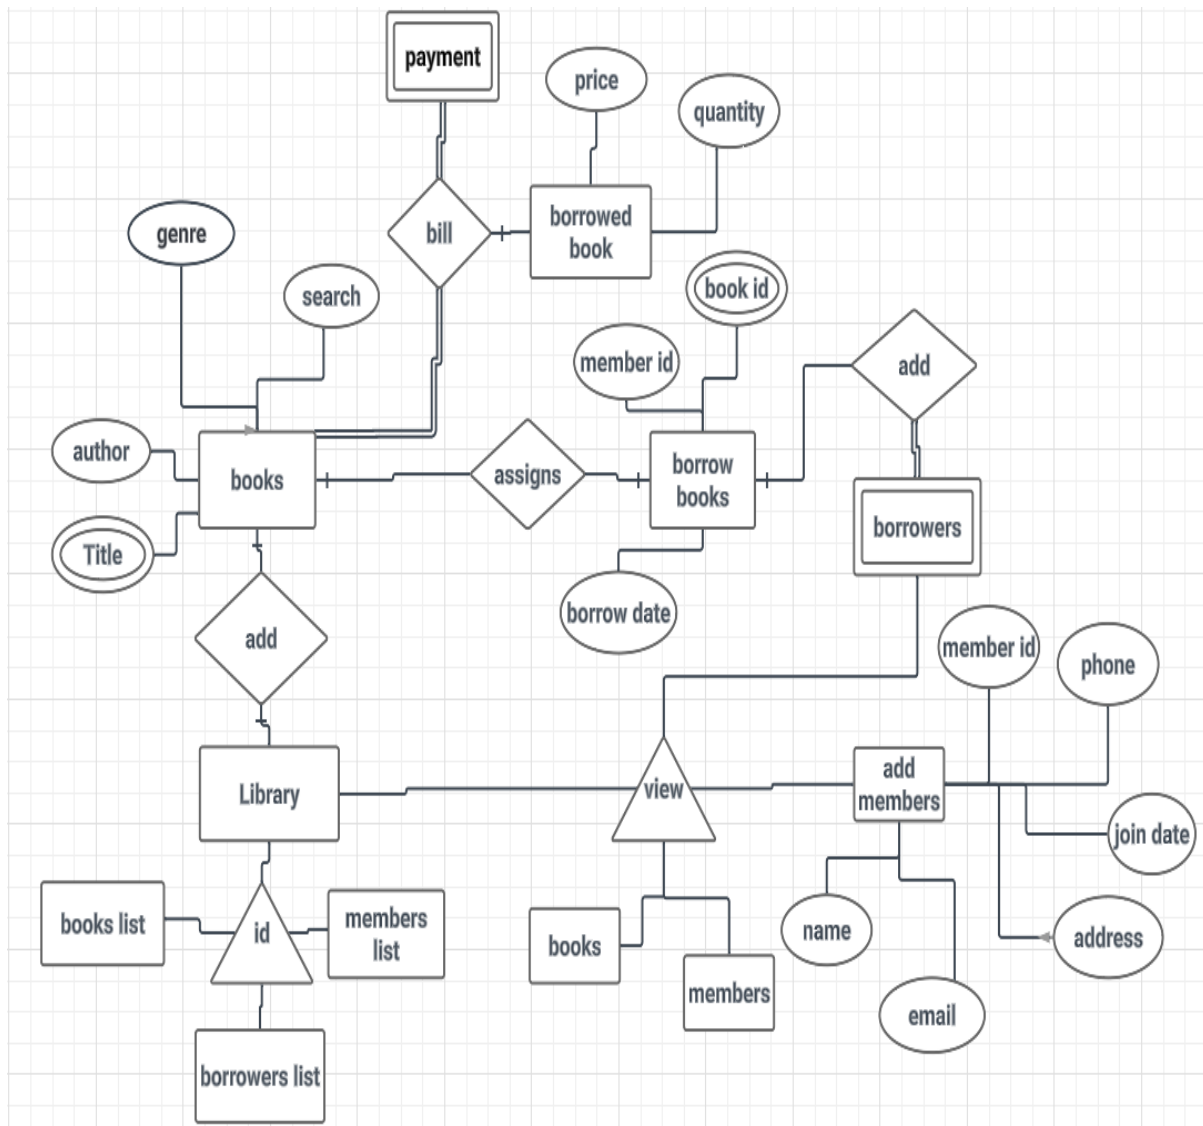 payment
price
quantity
genre
bill
borrowed
book
search
book id
member id
add
author
books
assigns
borrow
books
borrowers
Title
borrow date
add
member id
phone
Library
view
add
members
join date
books list
id
members
list
name
address
books
members
email
borrowers list